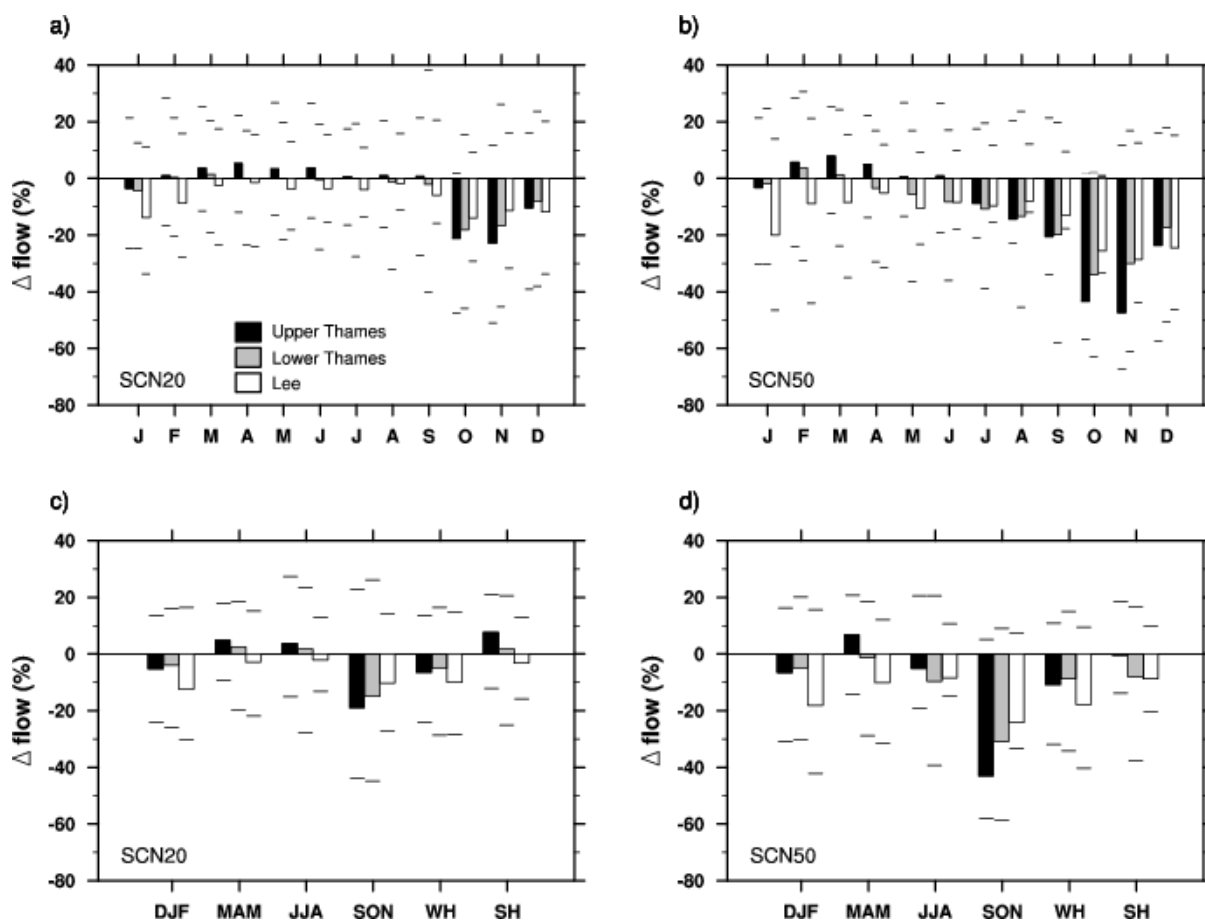 a)
40
20
0
-20
-40
-60
-80
Δ flow (%)
Upper Thames
Lower Thames
Lee
SCN20
J F M A M J J A S O N D
b)
40
20
0
-20
-40
-60
-80
Δ flow (%)
SCN50
J F M A M J J A S O N D
c)
40
20
0
-20
-40
-60
-80
Δ flow (%)
SCN20
DJF MAM JJA SON WH SH
d)
40
20
0
-20
-40
-60
-80
Δ flow (%)
SCN50
DJF MAM JJA SON WH SH